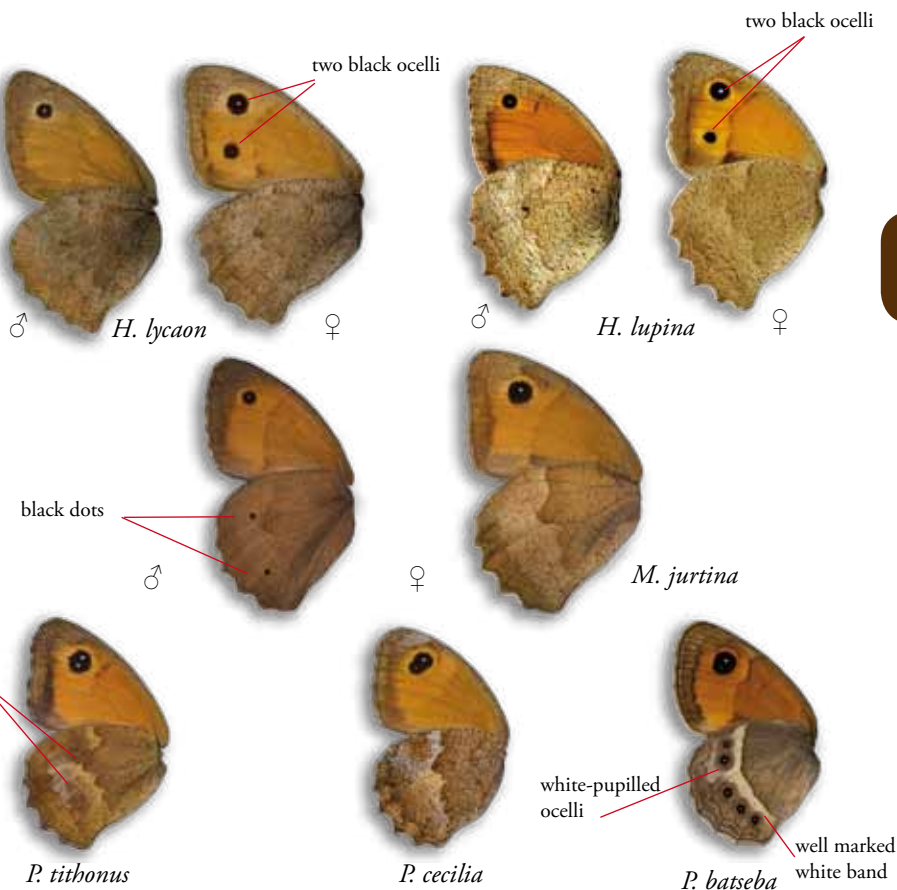 two black ocelli
two black ocelli
♂ H. lycaon ♀
♂ H. lupina ♀
black dots
♂ ♀ M. jurtina
white-pupilled
ocelli
well marked
white band
P. tithonus
P. cecilia
P. batseba